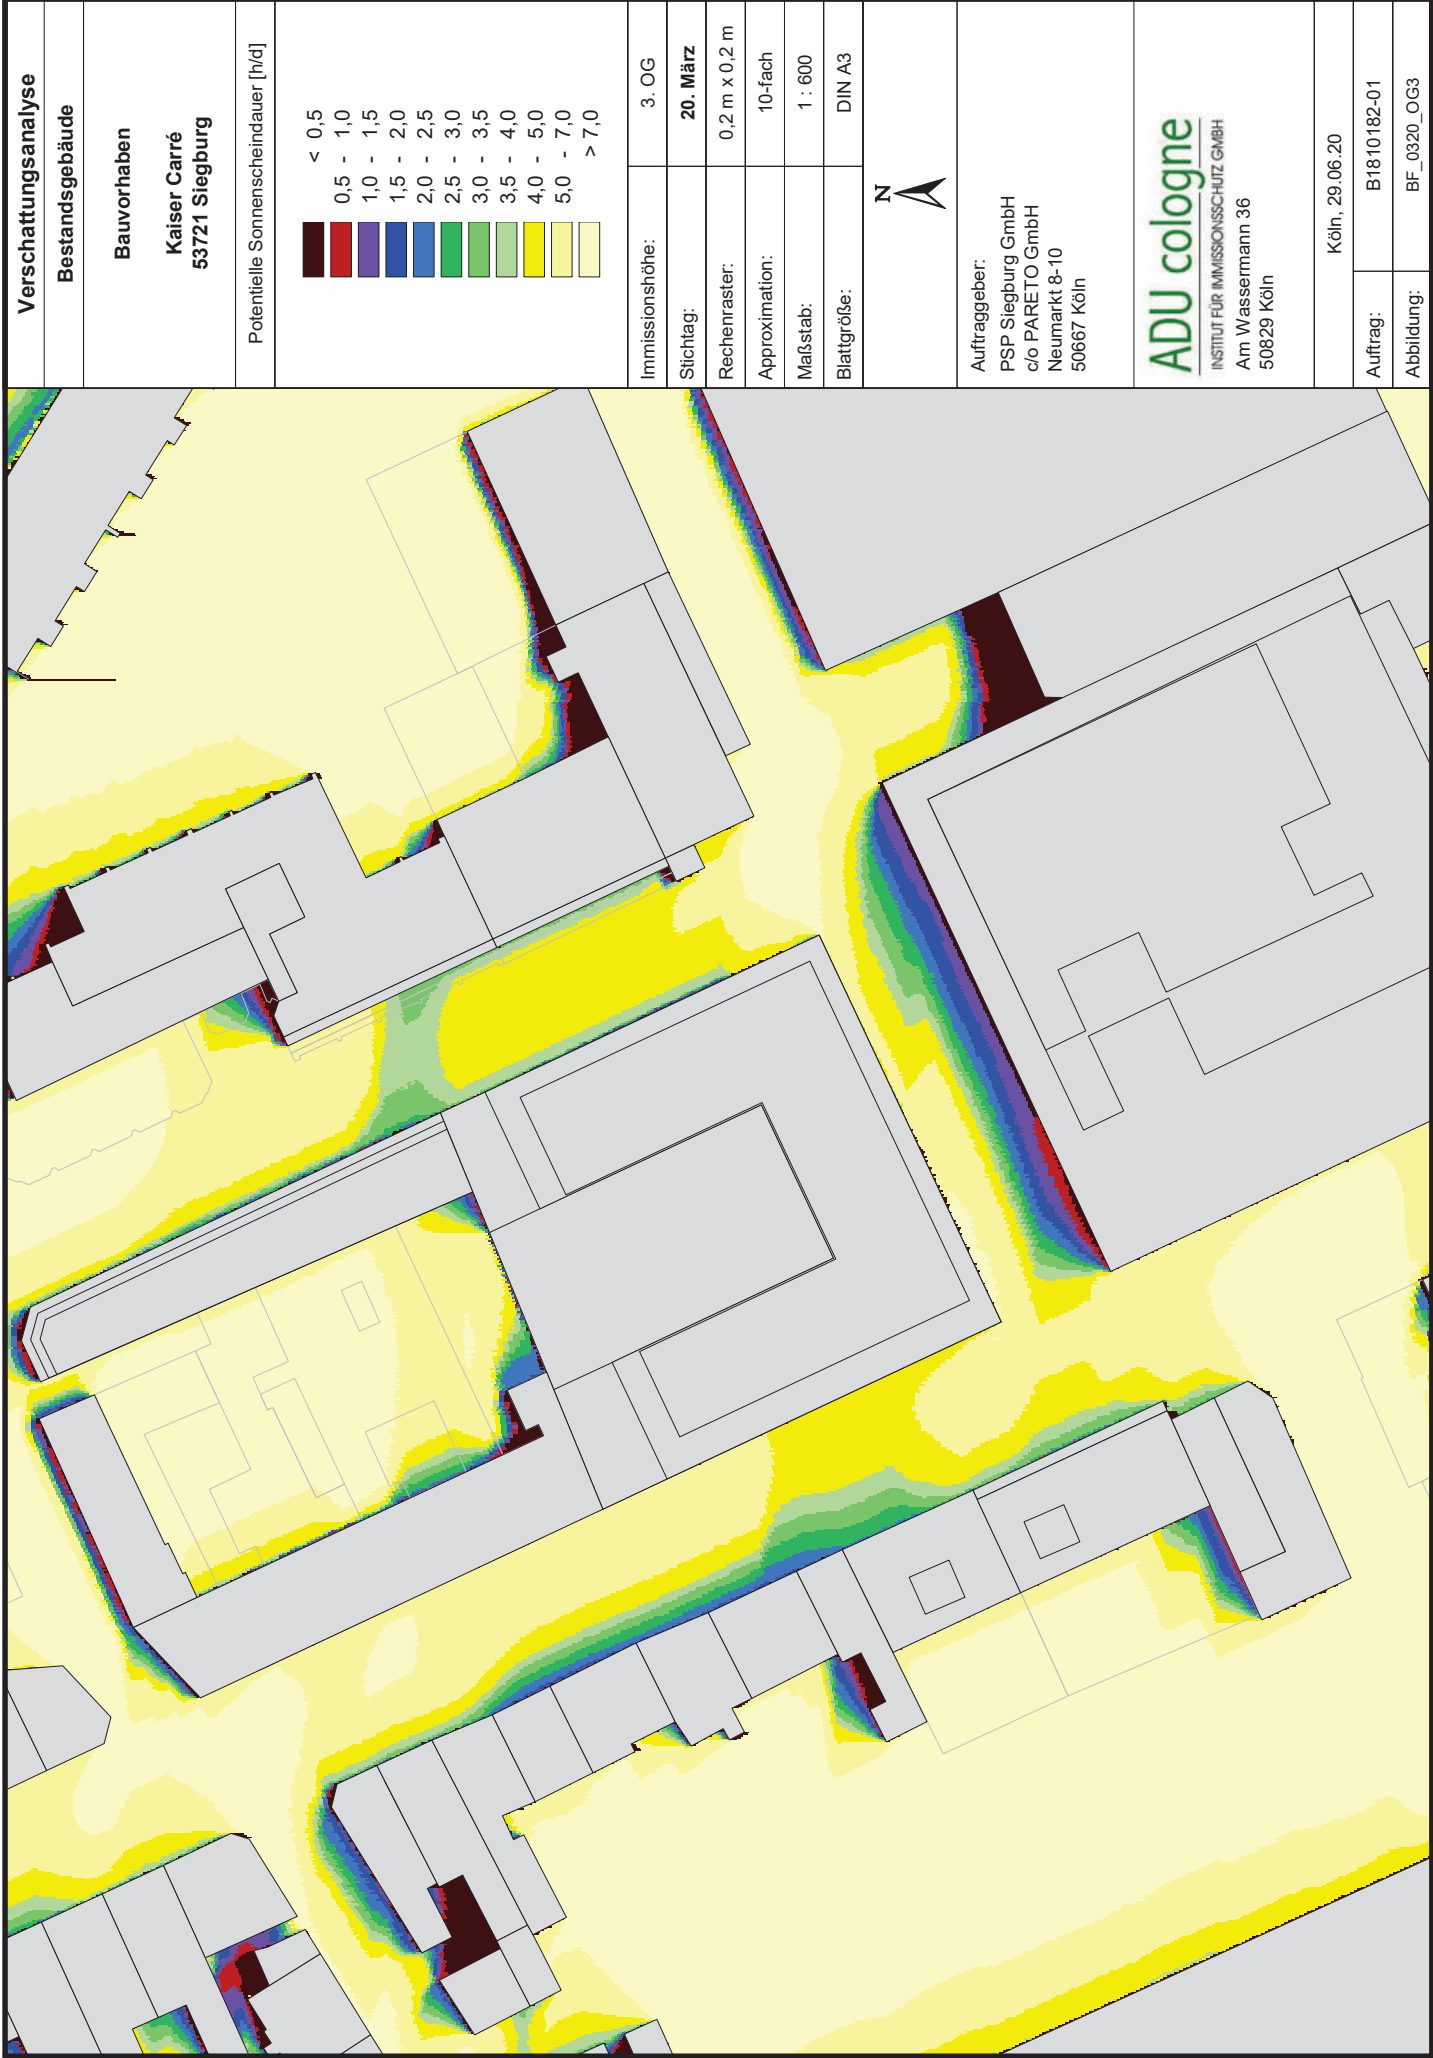 Verschattungsanalyse
Bestandsgebäude
Bauvorhaben
Kaiser Carré
53721 Siegburg
Potentielle Sonnenscheindauer [h/d]
< 0,5
0,5 - 1,0
1,0 - 1,5
1,5 - 2,0
2,0 - 2,5
2,5 - 3,0
3,0 - 3,5
3,5 - 4,0
4,0 - 5,0
5,0 - 7,0
> 7,0
Immissionshöhe: 3. OG
Stichtag: 20. März
Rechenraster: 0,2 m x 0,2 m
Approximation: 10-fach
Maßstab: 1 : 600
Blattgröße: DIN A3
N
Auftraggeber:
PSP Siegburg GmbH
c/o PARETO GmbH
Neumarkt 8-10
50667 Köln
ADU cologne
INSTITUT FÜR IMMISSIONSSCHUTZ GMBH
Am Wassermann 36
50829 Köln
Köln, 29.06.20
Auftrag: B1810182-01
Abbildung: BF_0320_OG3